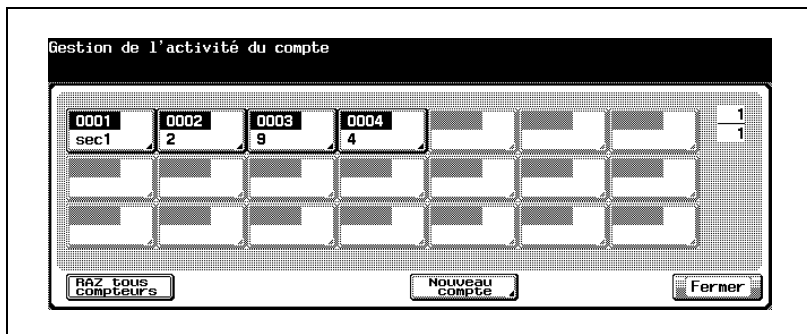 Gestion de l'activité du compte
0001 0002 0003 0004
sec1 2 9 4
1
1
RAZ tous
compteurs
Nouveau
compte
Fermer